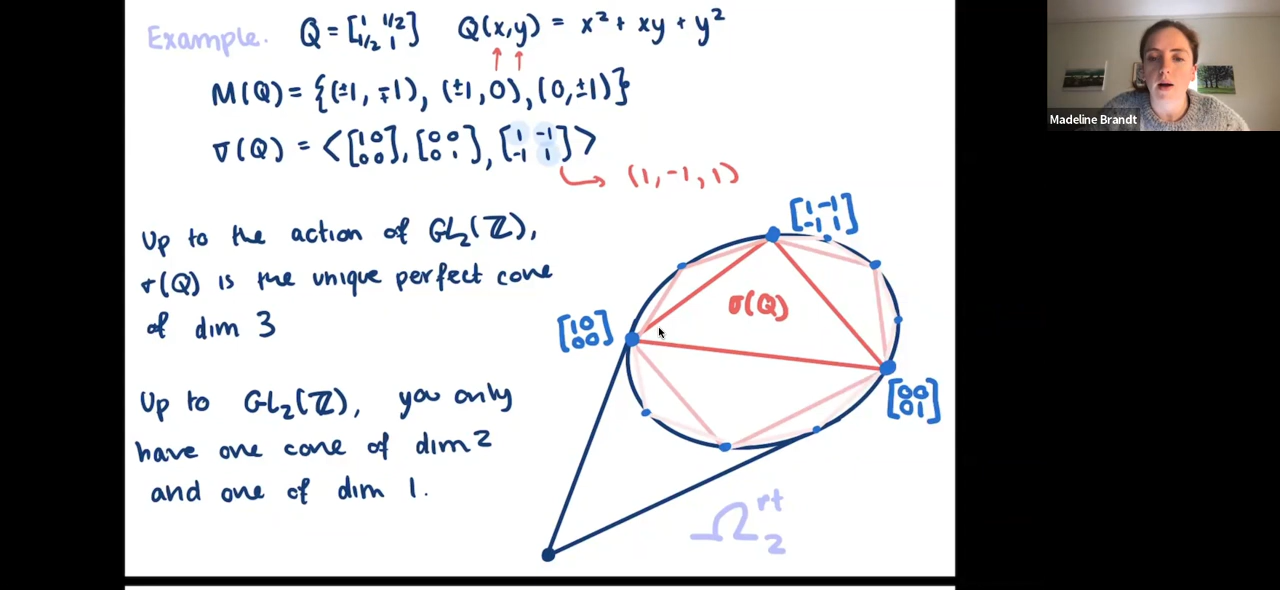 Example. Q = [1 1/2 1/2 1] Q(x,y) = x² + xy + y²
M(Q) = {(±1, ∓1), (±1, 0), (0, ±1)}
σ(Q) = <[1 0 0 0], [0 0 0 1], [1 -1 -1 1]>
(1, -1, 1)
Up to the action of GL₂(ℤ),
σ(Q) is the unique perfect cone
of dim 3
Up to GL₂(ℤ), you only
have one cone of dim 2
and one of dim 1.
[1 -1 -1 1]
σ(Q)
[1 0 0 0]
[0 0 0 1]
Ω₂ʳᵗ
Madeline Brandt